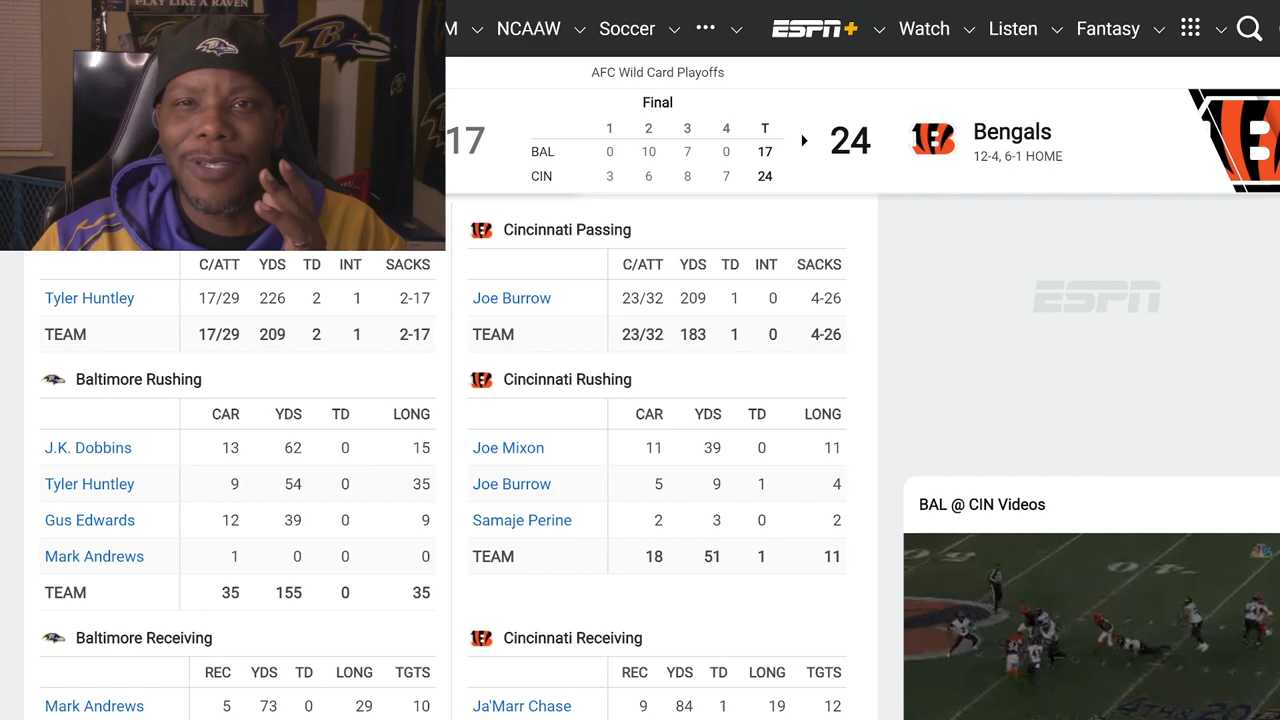 PLAY LIKE A RAVEN
M NCAAW Soccer ••• ESPN+ Watch Listen Fantasy
AFC Wild Card Playoffs
Final
17
1 2 3 4 T
BAL 0 10 7 0 17
CIN 3 6 8 7 24
24
Bengals
12-4, 6-1 HOME
C/ATT YDS TD INT SACKS
Tyler Huntley 17/29 226 2 1 2-17
TEAM 17/29 209 2 1 2-17
Baltimore Rushing
CAR YDS TD LONG
J.K. Dobbins 13 62 0 15
Tyler Huntley 9 54 0 35
Gus Edwards 12 39 0 9
Mark Andrews 1 0 0 0
TEAM 35 155 0 35
Baltimore Receiving
REC YDS TD LONG TGTS
Mark Andrews 5 73 0 29 10
Cincinnati Passing
C/ATT YDS TD INT SACKS
Joe Burrow 23/32 209 1 0 4-26
TEAM 23/32 183 1 0 4-26
Cincinnati Rushing
CAR YDS TD LONG
Joe Mixon 11 39 0 11
Joe Burrow 5 9 1 4
Samaje Perine 2 3 0 2
TEAM 18 51 1 11
Cincinnati Receiving
REC YDS TD LONG TGTS
Ja'Marr Chase 9 84 1 19 12
ESPN
BAL @ CIN Videos